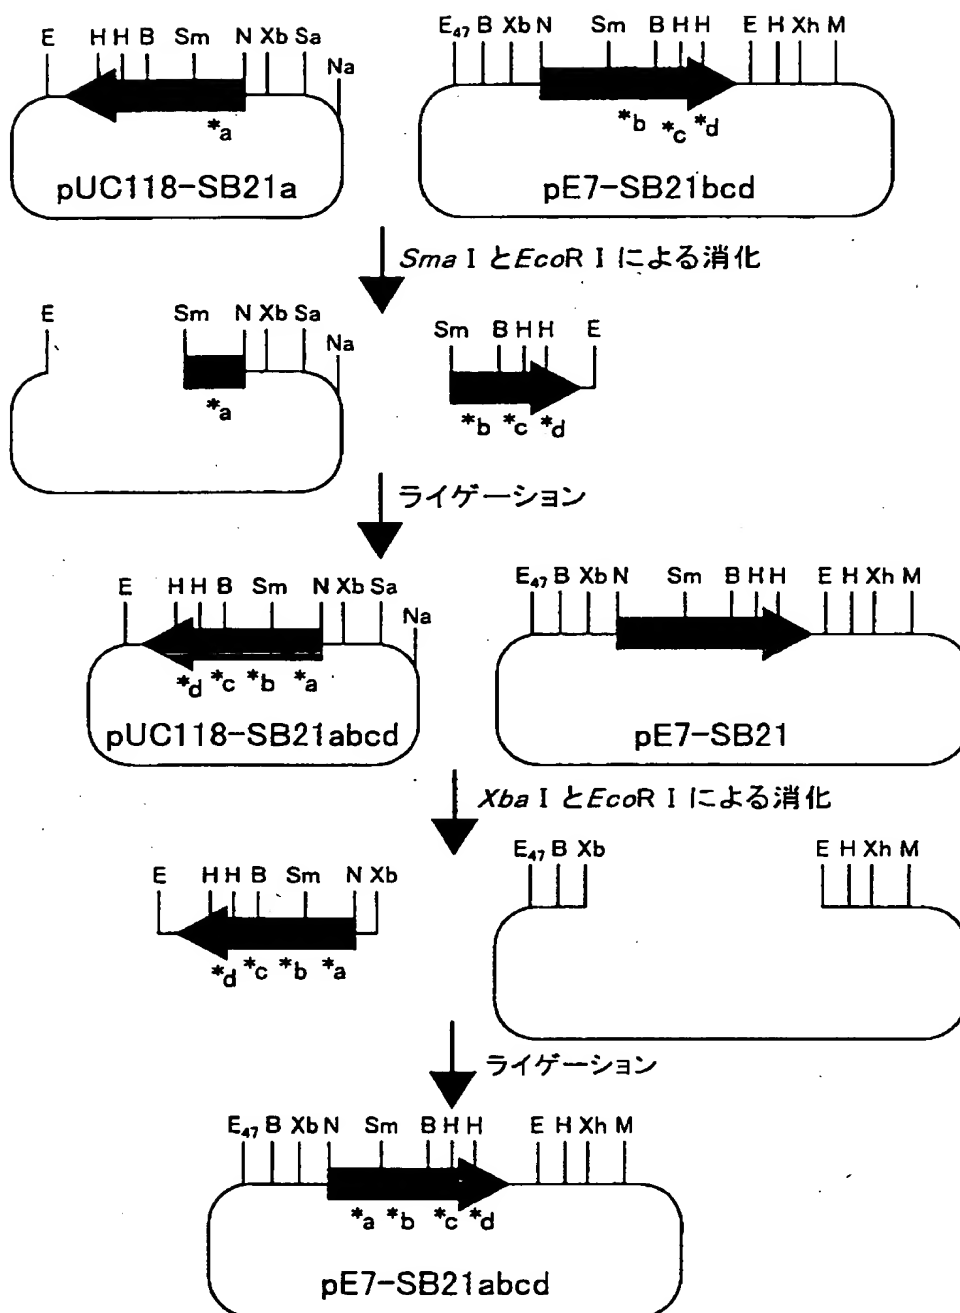 E H H B Sm N Xb Sa Na
*a
pUC118-SB21a
E47 B Xb N Sm B H H E H Xh M
*b *c *d
pE7-SB21bcd
Sma I とEcoR I による消化
E Sm N Xb Sa Na
*a
Sm B H H E
*b *c *d
ライゲーション
E H H B Sm N Xb Sa Na
*d *c *b *a
pUC118-SB21abcd
E47 B Xb N Sm B H H E H Xh M
pE7-SB21
Xba I とEcoR I による消化
E H H B Sm N Xb
*d *c *b *a
E47 B Xb E H Xh M
ライゲーション
E47 B Xb N Sm B H H E H Xh M
*a *b *c *d
pE7-SB21abcd